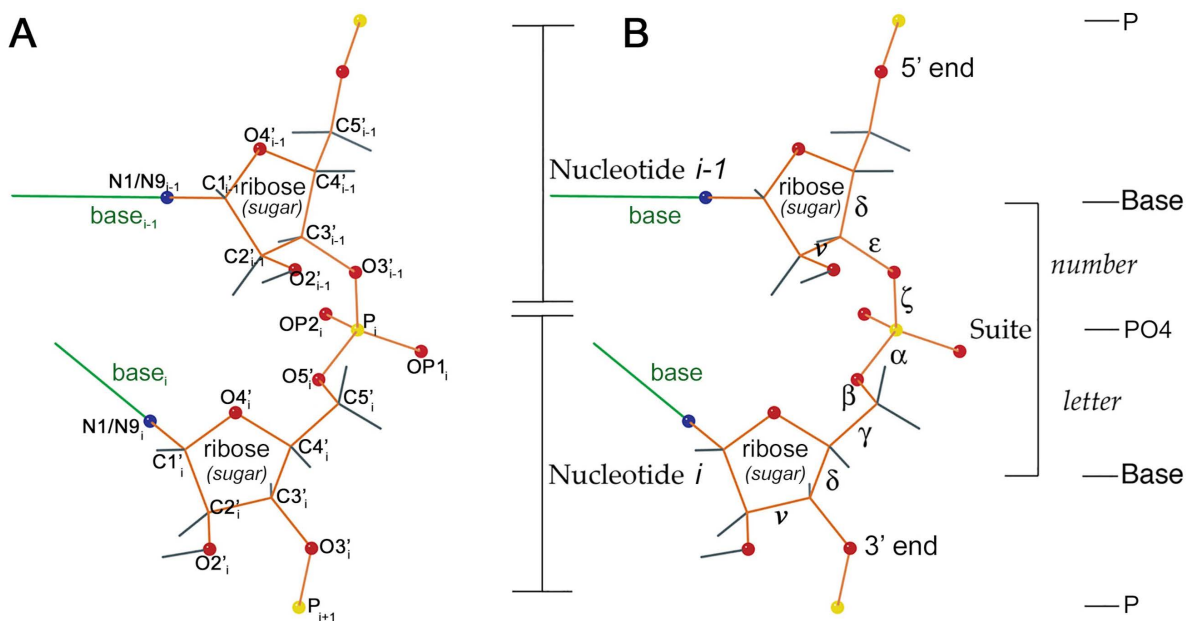 A
O4'i-1
C5'i-1
N1/N9i-1
C1'i-1
ribose
(sugar)
C4'i-1
basei-1
C3'i-1
C2'i-1
O2'i-1
O3'i-1
OP2i
Pi
OP1i
basei
O5'i
C5'i
O4'i
N1/N9i
C1'i
ribose
(sugar)
C4'i
C2'i
C3'i
O2'i
O3'i
Pi+1
Nucleotide i-1
Nucleotide i
B
5' end
ribose
(sugar)
base
δ
ν
ε
ζ
α
base
β
γ
ribose
(sugar)
δ
ν
3' end
Suite
number
letter
P
Base
PO4
Base
P